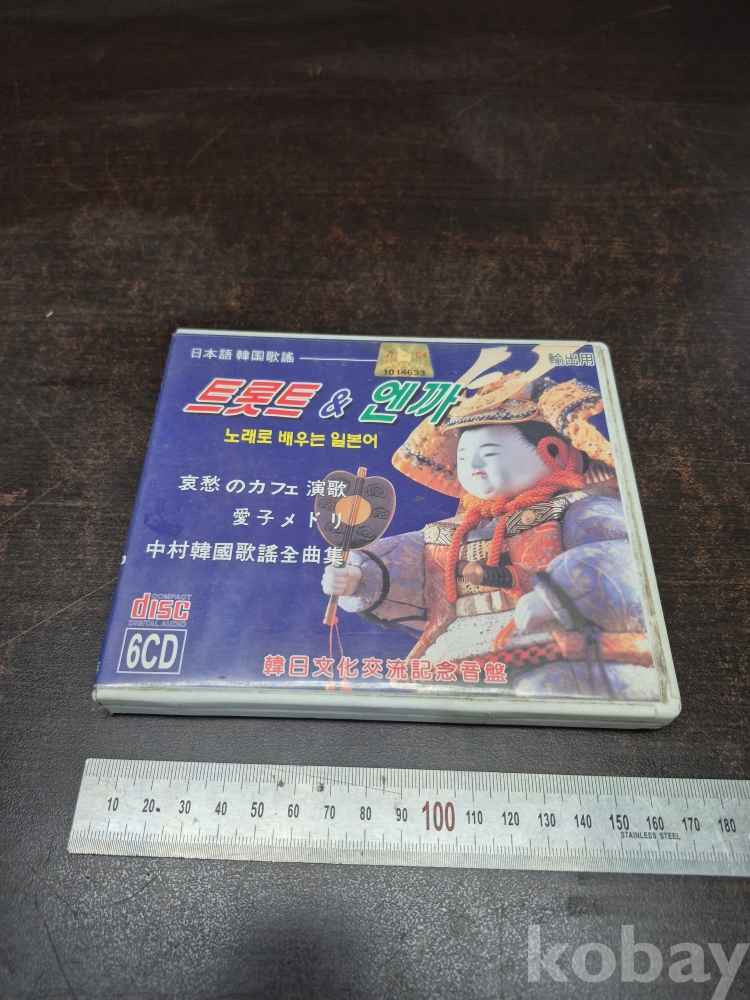 日本語 韓国歌謠
1014633
輸出用
트롯트 & 엔까
노래로 배우는 일본어
哀愁 のカフェ 演歌
愛子メドリ
中村韓國歌謠全曲集
COMPACT
disc
DIGITAL AUDIO
6CD
韓日文化交流記念音盤
10 20 30 40 50 60 70 80 90 100 110 120 130 140 150 160 170 180
STAINLESS STEEL
kobay